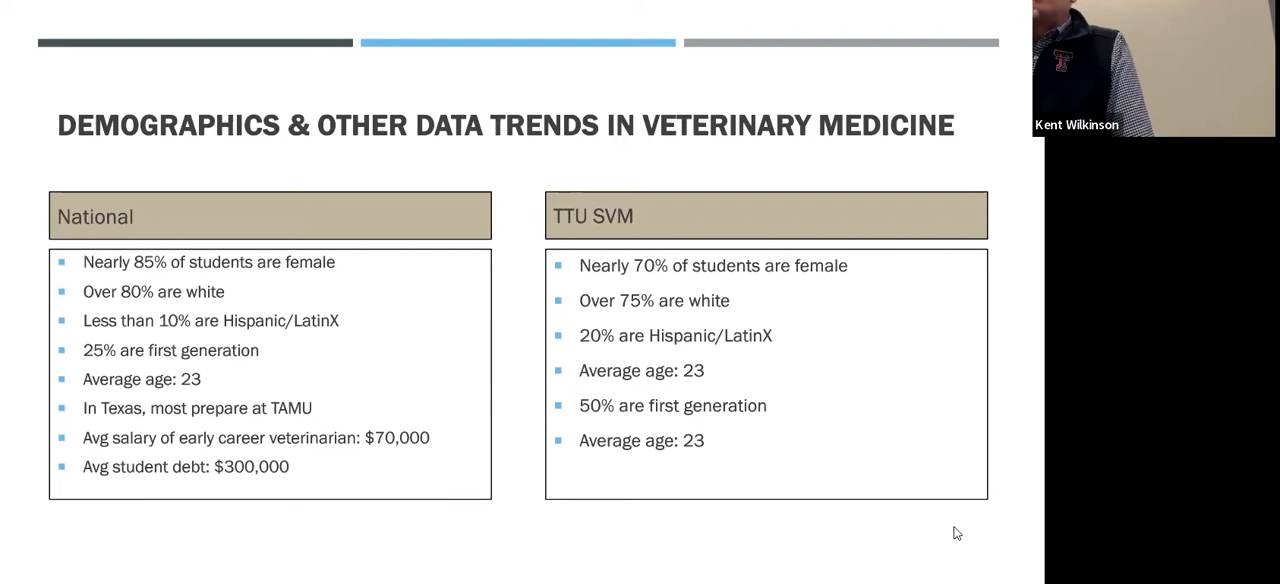 DEMOGRAPHICS & OTHER DATA TRENDS IN VETERINARY MEDICINE
National
Nearly 85% of students are female
Over 80% are white
Less than 10% are Hispanic/LatinX
25% are first generation
Average age: 23
In Texas, most prepare at TAMU
Avg salary of early career veterinarian: $70,000
Avg student debt: $300,000
TTU SVM
Nearly 70% of students are female
Over 75% are white
20% are Hispanic/LatinX
Average age: 23
50% are first generation
Average age: 23
Kent Wilkinson